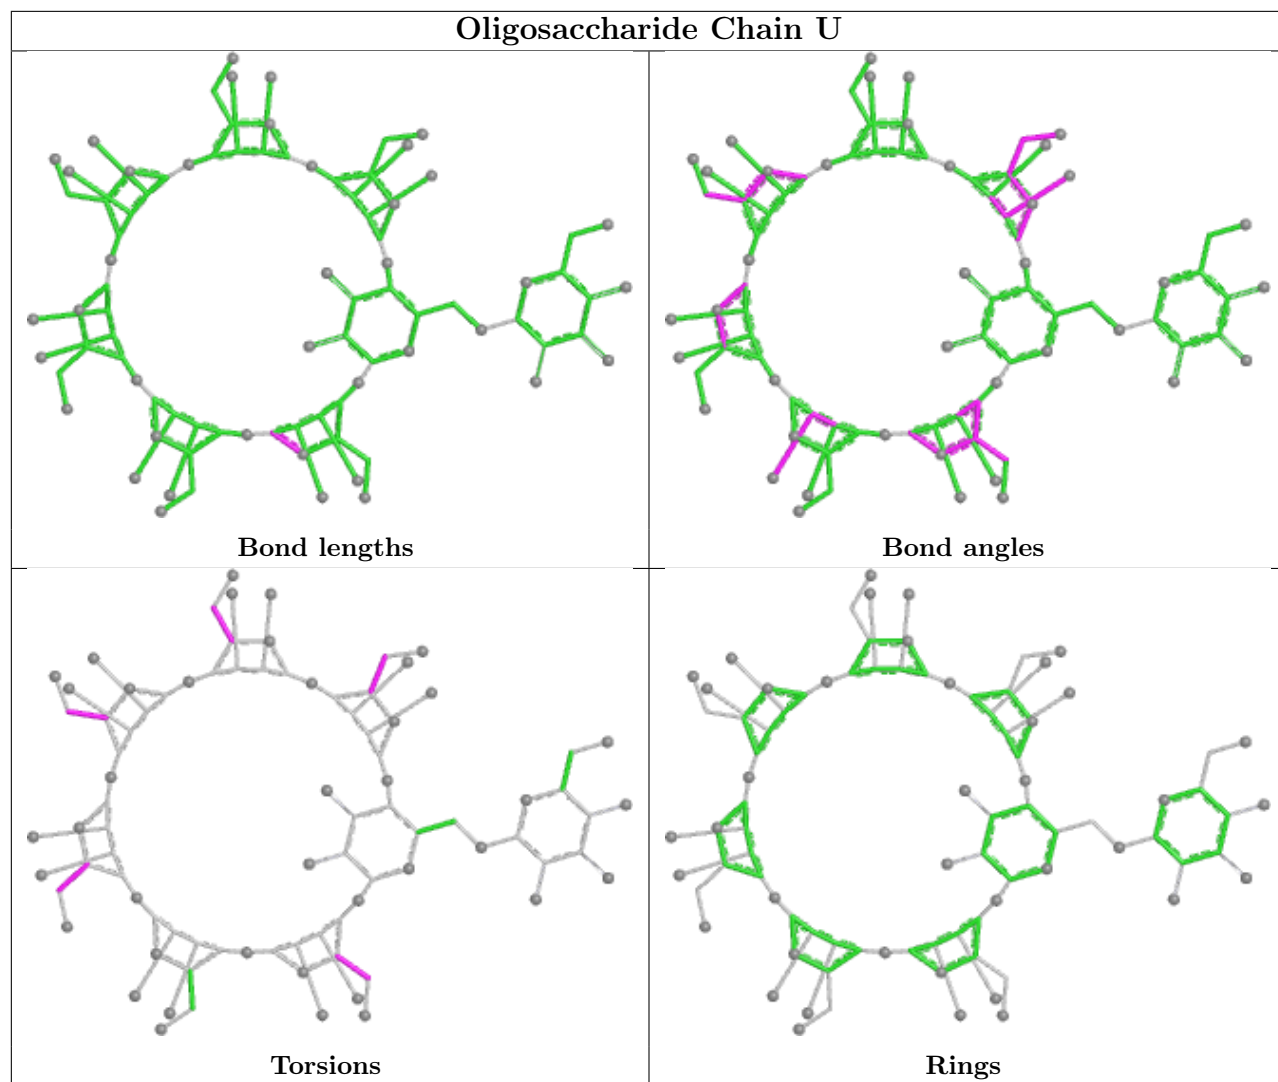 Oligosaccharide Chain U
Bond lengths
Bond angles
Torsions
Rings